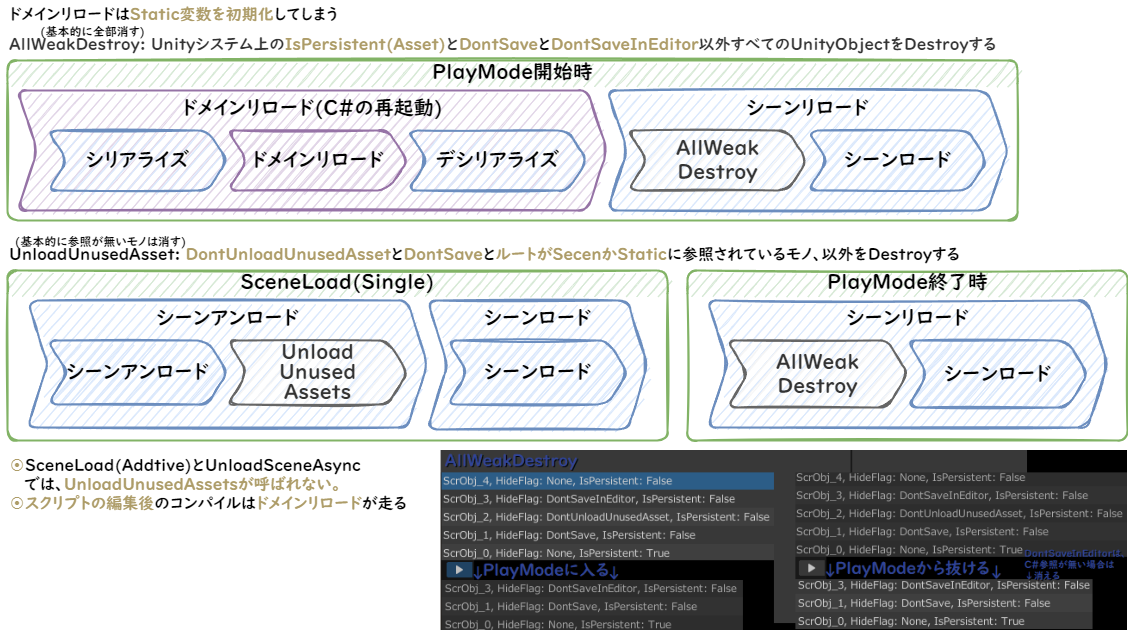 ドメインリロードはStatic変数を初期化してしまう
(基本的に全部消す)
AllWeakDestroy: Unityシステム上のIsPersistent(Asset)とDontSaveとDontSaveInEditor以外すべてのUnityObjectをDestroyする
PlayMode開始時
ドメインリロード(C#の再起動)
シリアライズ
ドメインリロード
デシリアライズ
シーンリロード
AllWeak
Destroy
シーンロード
(基本的に参照が無いモノは消す)
UnloadUnusedAsset: DontUnloadUnusedAssetとDontSaveとルートがSecenかStaticに参照されているモノ、以外をDestroyする
SceneLoad(Single)
シーンアンロード
シーンアンロード
Unload
Unused
Assets
シーンロード
シーンロード
PlayMode終了時
シーンリロード
AllWeak
Destroy
シーンロード
SceneLoad(Addtive)とUnloadSceneAsync
では、UnloadUnusedAssetsが呼ばれない。
スクリプトの編集後のコンパイルはドメインリロードが走る
AllWeakDestroy
ScrObj_4, HideFlag: None, IsPersistent: False
ScrObj_3, HideFlag: DontSaveInEditor, IsPersistent: False
ScrObj_2, HideFlag: DontUnloadUnusedAsset, IsPersistent: False
ScrObj_1, HideFlag: DontSave, IsPersistent: False
ScrObj_0, HideFlag: None, IsPersistent: True
↓PlayModeに入る↓
ScrObj_3, HideFlag: DontSaveInEditor, IsPersistent: False
ScrObj_1, HideFlag: DontSave, IsPersistent: False
ScrObj_0, HideFlag: None, IsPersistent: True
ScrObj_4, HideFlag: None, IsPersistent: False
ScrObj_3, HideFlag: DontSaveInEditor, IsPersistent: False
ScrObj_2, HideFlag: DontUnloadUnusedAsset, IsPersistent: False
ScrObj_1, HideFlag: DontSave, IsPersistent: False
ScrObj_0, HideFlag: None, IsPersistent: True
↓PlayModeから抜ける↓
DontSaveInEditorは、
C#参照が無い場合は
↓消える
ScrObj_3, HideFlag: DontSaveInEditor, IsPersistent: False
ScrObj_1, HideFlag: DontSave, IsPersistent: False
ScrObj_0, HideFlag: None, IsPersistent: True